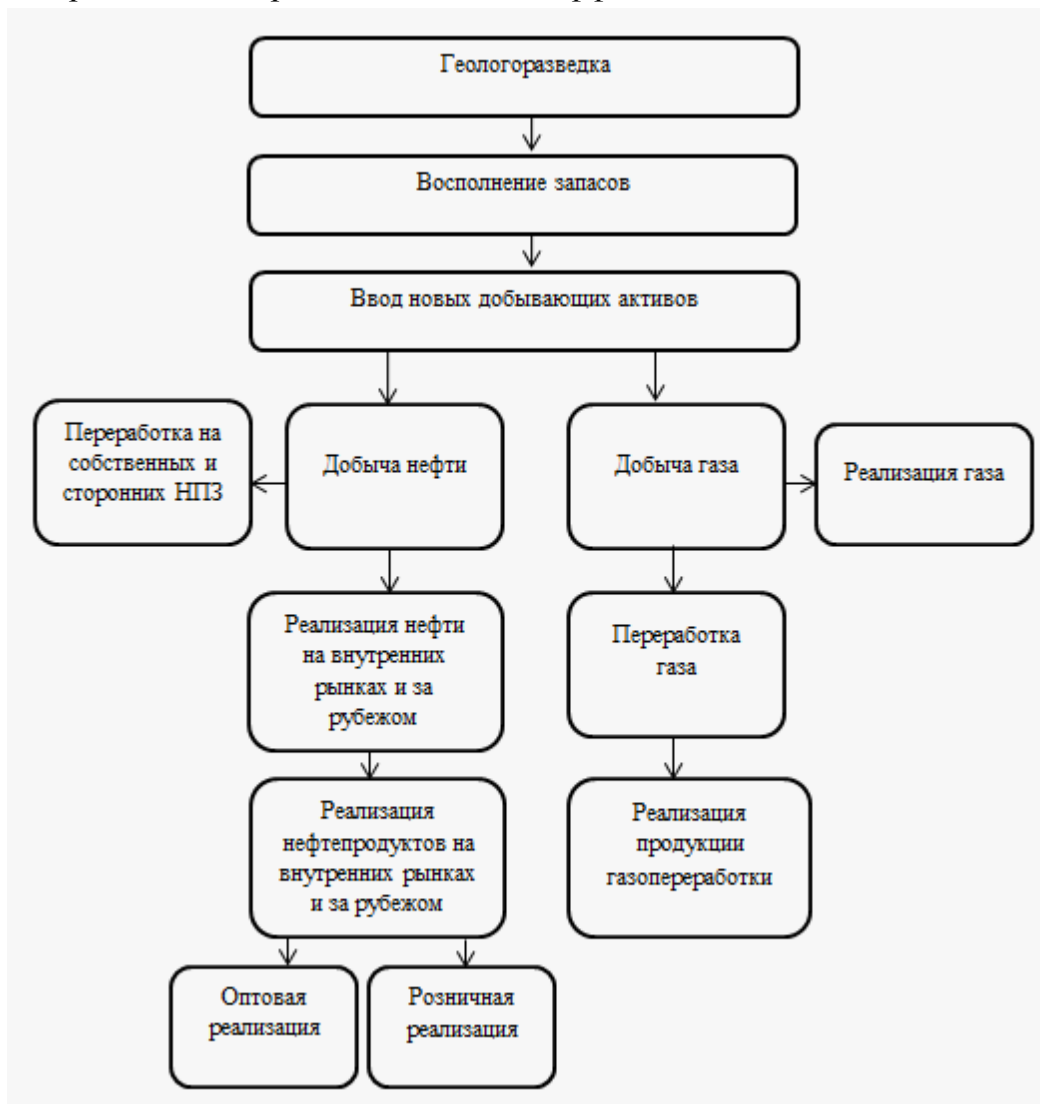 Геологоразведка
Восполнение запасов
Ввод новых добывающих активов
Переработка на
собственных и
сторонних НПЗ
Добыча нефти
Добыча газа
Реализация газа
Реализация нефти
на внутренних
рынках и за
рубежом
Переработка
газа
Реализация
нефтепродуктов на
внутренних рынках
и за рубежом
Реализация
продукции
газопереработки
Оптовая
реализация
Розничная
реализация